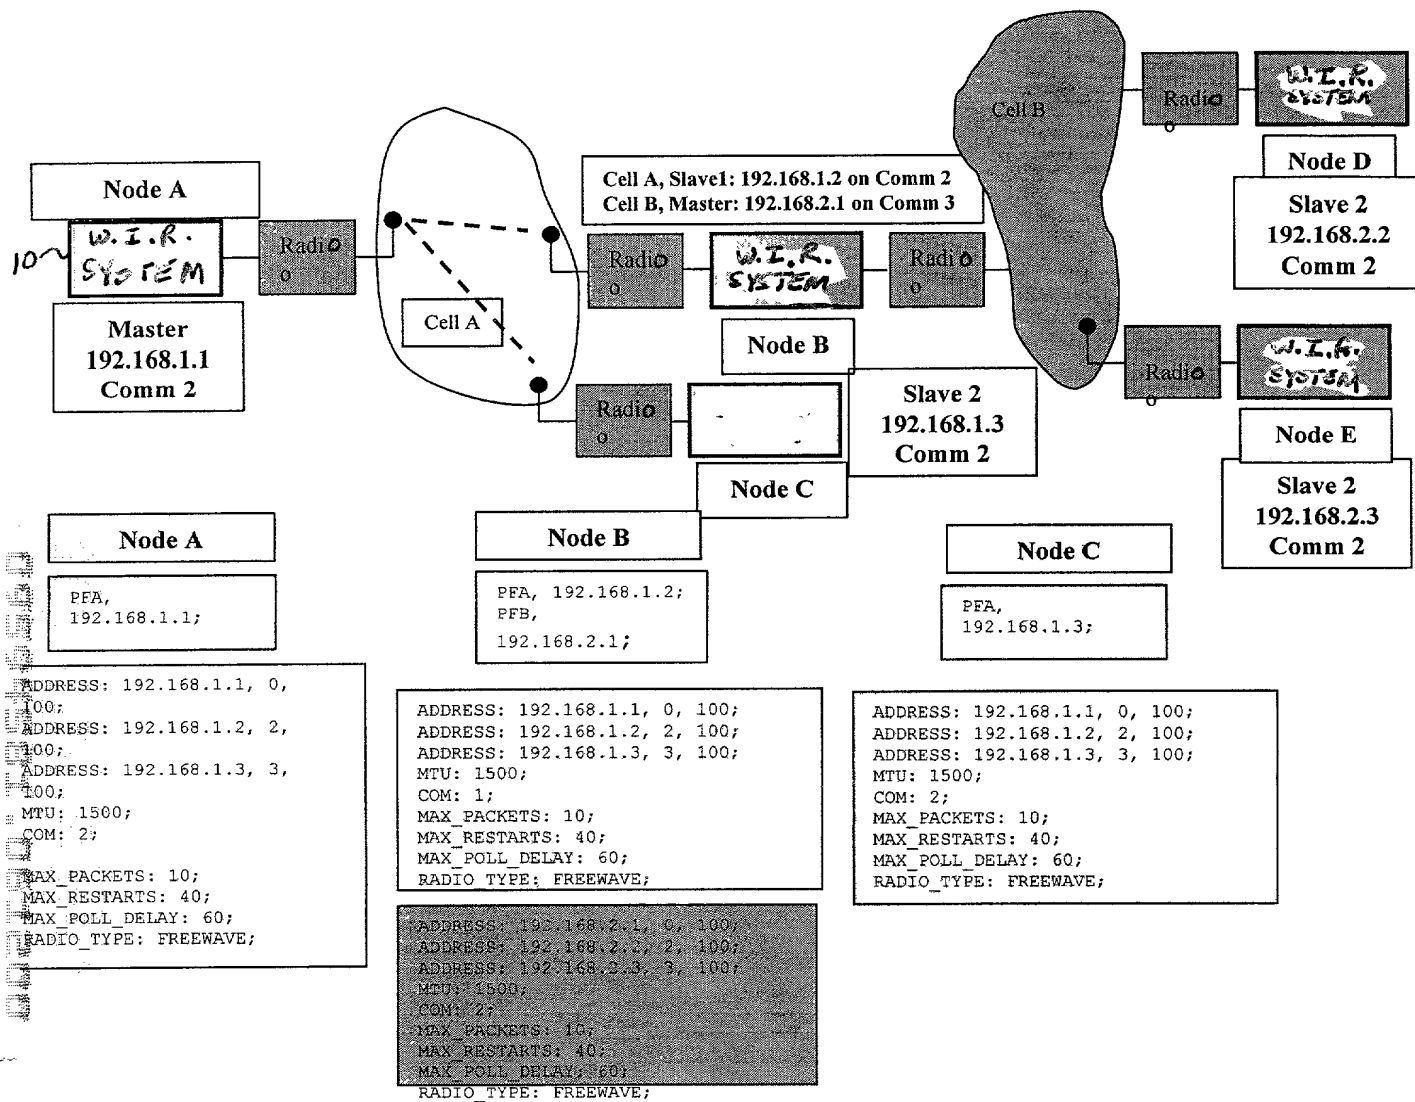 Node A
10
W.I.R.
SYSTEM
Radio
o
Master
192.168.1.1
Comm 2
Cell A
Cell A, Slave1: 192.168.1.2 on Comm 2
Cell B, Master: 192.168.2.1 on Comm 3
Radio
o
W.I.R.
SYSTEM
Radio
o
Node B
Radio
o
Node C
Slave 2
192.168.1.3
Comm 2
Cell B
Radio
o
W.I.R.
SYSTEM
Node D
Slave 2
192.168.2.2
Comm 2
Radio
o
W.I.R.
SYSTEM
Node E
Slave 2
192.168.2.3
Comm 2
Node A
PFA,
192.168.1.1;
ADDRESS: 192.168.1.1, 0,
100;
ADDRESS: 192.168.1.2, 2,
100;
ADDRESS: 192.168.1.3, 3,
100;
MTU: 1500;
COM: 2;
MAX_PACKETS: 10;
MAX_RESTARTS: 40;
MAX_POLL_DELAY: 60;
RADIO_TYPE: FREEWAVE;
Node B
PFA, 192.168.1.2;
PFB,
192.168.2.1;
ADDRESS: 192.168.1.1, 0, 100;
ADDRESS: 192.168.1.2, 2, 100;
ADDRESS: 192.168.1.3, 3, 100;
MTU: 1500;
COM: 1;
MAX_PACKETS: 10;
MAX_RESTARTS: 40;
MAX_POLL_DELAY: 60;
RADIO_TYPE: FREEWAVE;
ADDRESS: 192.168.2.1, 0, 100;
ADDRESS: 192.168.2.2, 2, 100;
ADDRESS: 192.168.2.3, 3, 100;
MTU: 1500;
COM: 2;
MAX_PACKETS: 10;
MAX_RESTARTS: 40;
MAX_POLL_DELAY: 60;
RADIO_TYPE: FREEWAVE;
Node C
PFA,
192.168.1.3;
ADDRESS: 192.168.1.1, 0, 100;
ADDRESS: 192.168.1.2, 2, 100;
ADDRESS: 192.168.1.3, 3, 100;
MTU: 1500;
COM: 2;
MAX_PACKETS: 10;
MAX_RESTARTS: 40;
MAX_POLL_DELAY: 60;
RADIO_TYPE: FREEWAVE;